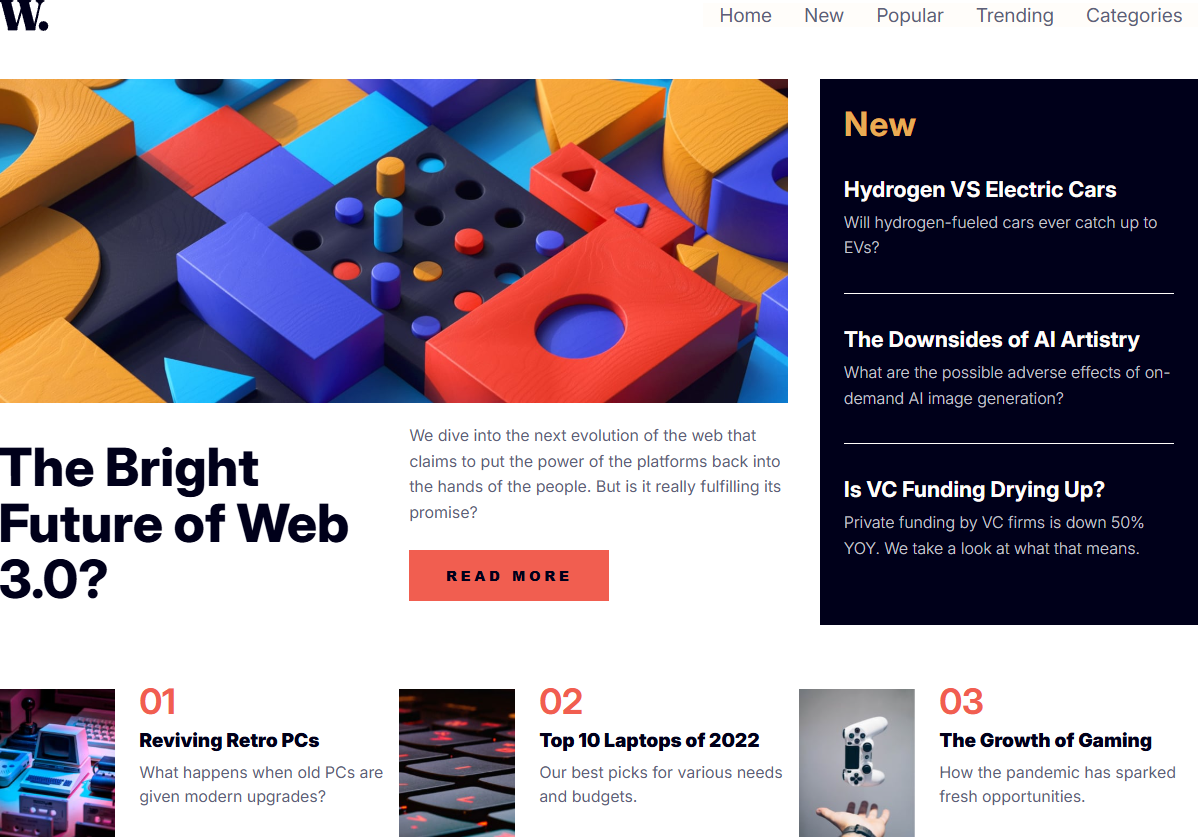 W.
Home New Popular Trending Categories
The Bright
Future of Web
3.0?
We dive into the next evolution of the web that
claims to put the power of the platforms back into
the hands of the people. But is it really fulfilling its
promise?
READ MORE
New
Hydrogen VS Electric Cars
Will hydrogen-fueled cars ever catch up to
EVs?
The Downsides of AI Artistry
What are the possible adverse effects of on-
demand AI image generation?
Is VC Funding Drying Up?
Private funding by VC firms is down 50%
YOY. We take a look at what that means.
01
Reviving Retro PCs
What happens when old PCs are
given modern upgrades?
02
Top 10 Laptops of 2022
Our best picks for various needs
and budgets.
03
The Growth of Gaming
How the pandemic has sparked
fresh opportunities.